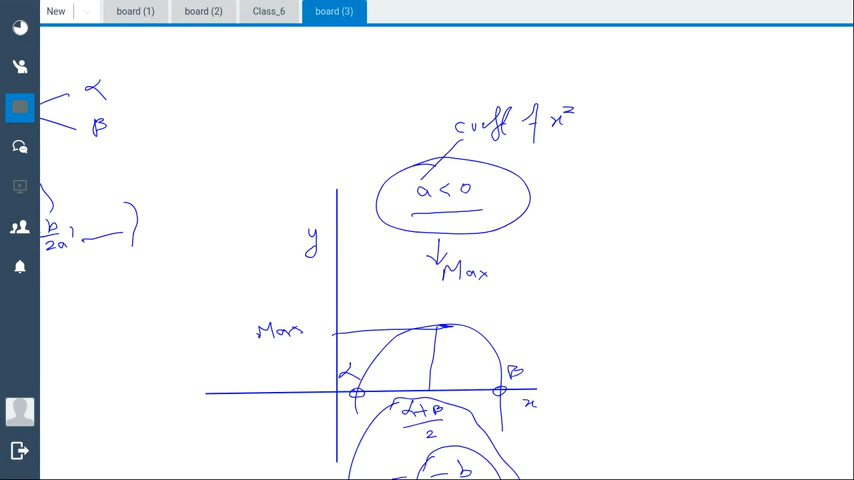 New
board (1)
board (2)
Class_6
board (3)
α
β
coeff of x²
a < 0
b
2a
y
Max
Max
α
β
x
α+β
2
= - b